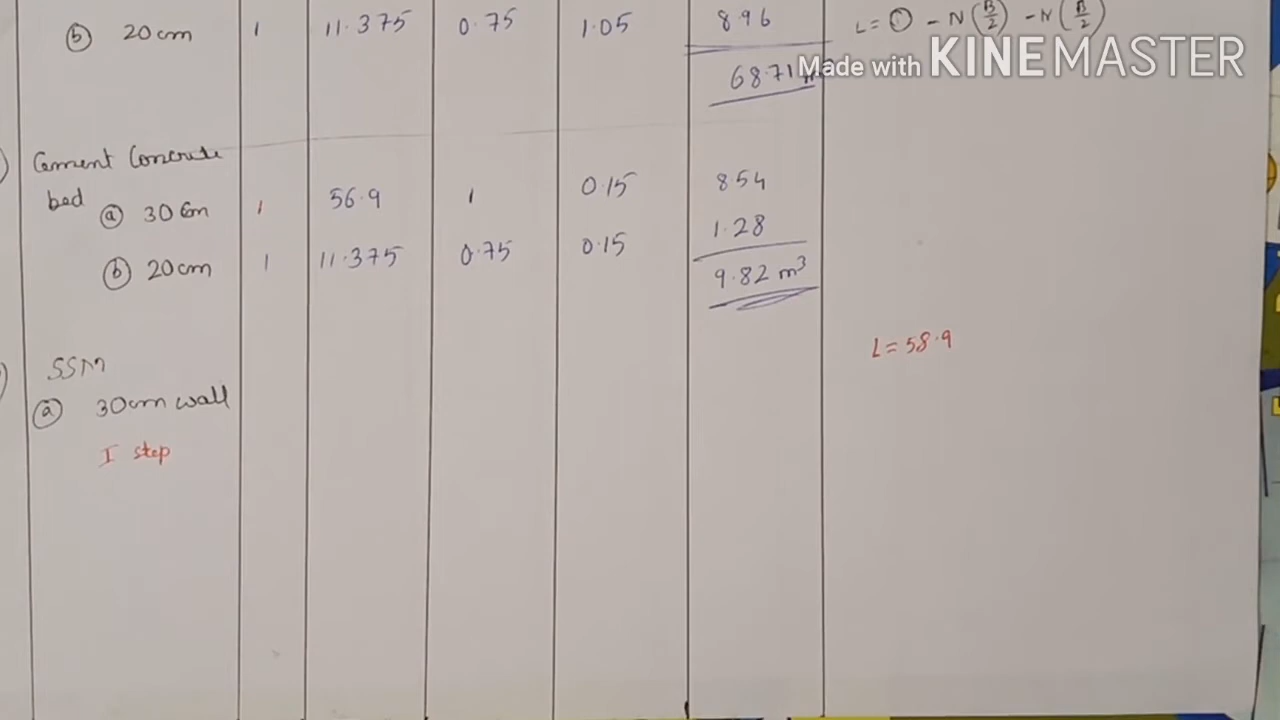 ⓑ 20cm 1 11.375 0.75 1.05 8.96 L = ① - N(B/2) - N(B/2)
68.71
Made with KINEMASTER
Cement Concrete
bed ⓐ 30cm 1 56.9 1 0.15 8.54
ⓑ 20cm 1 11.375 0.75 0.15 1.28
9.82 m³
L = 58.9
SSM
ⓐ 30cm wall
I step